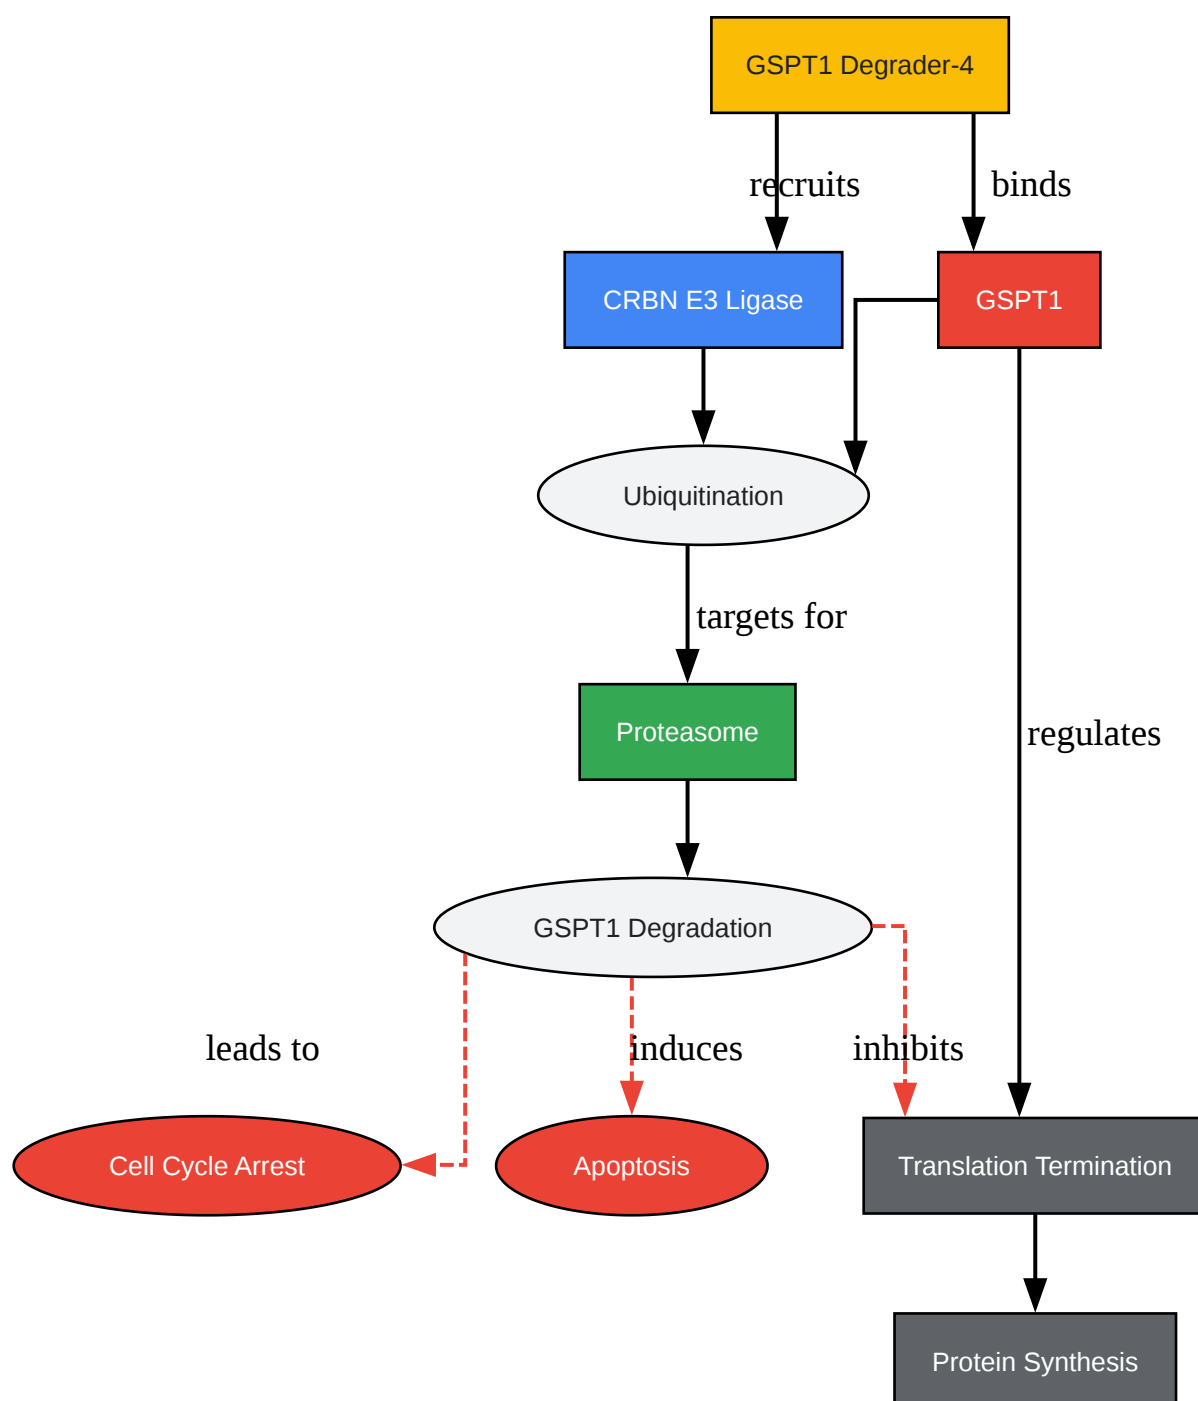 GSPT1 Degrader-4
recruits
binds
CRBN E3 Ligase
GSPT1
Ubiquitination
targets for
Proteasome
regulates
GSPT1 Degradation
leads to
induces
inhibits
Cell Cycle Arrest
Apoptosis
Translation Termination
Protein Synthesis